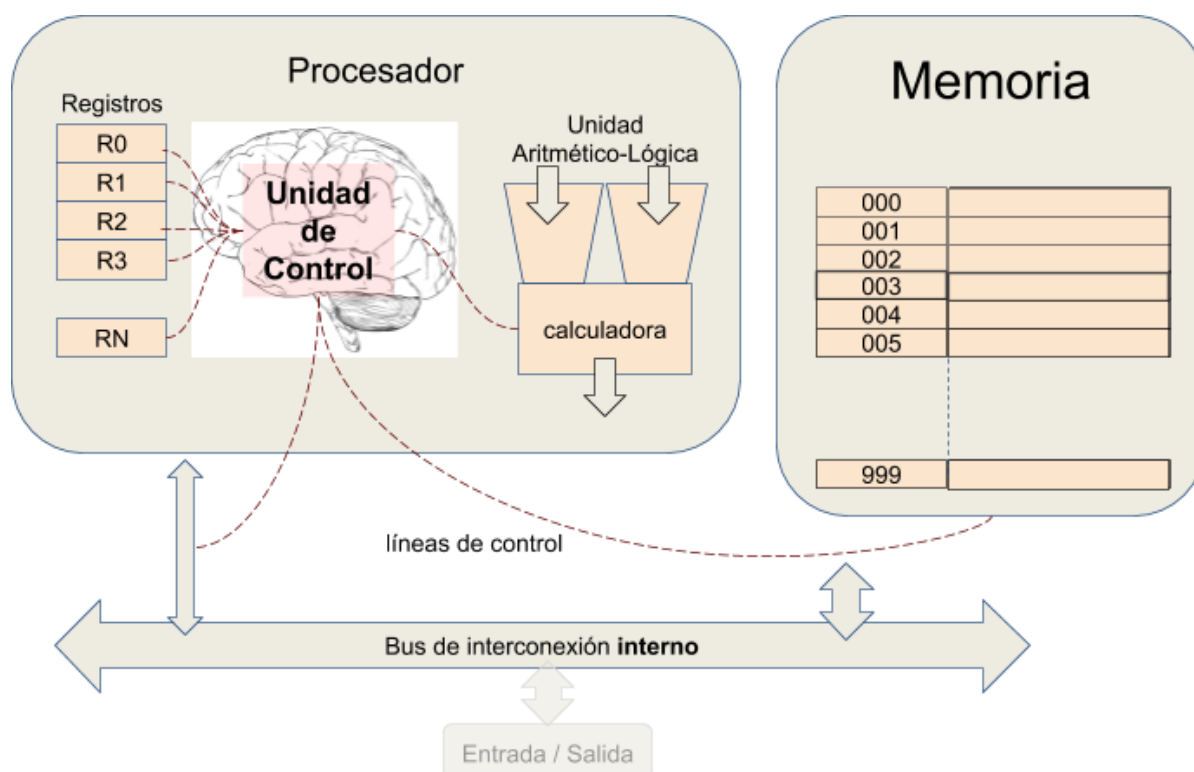 Procesador
Registros
R0
R1
R2
R3
RN
Unidad
de
Control
Unidad
Aritmético-Lógica
calculadora
Memoria
000
001
002
003
004
005
999
líneas de control
Bus de interconexión interno
Entrada / Salida